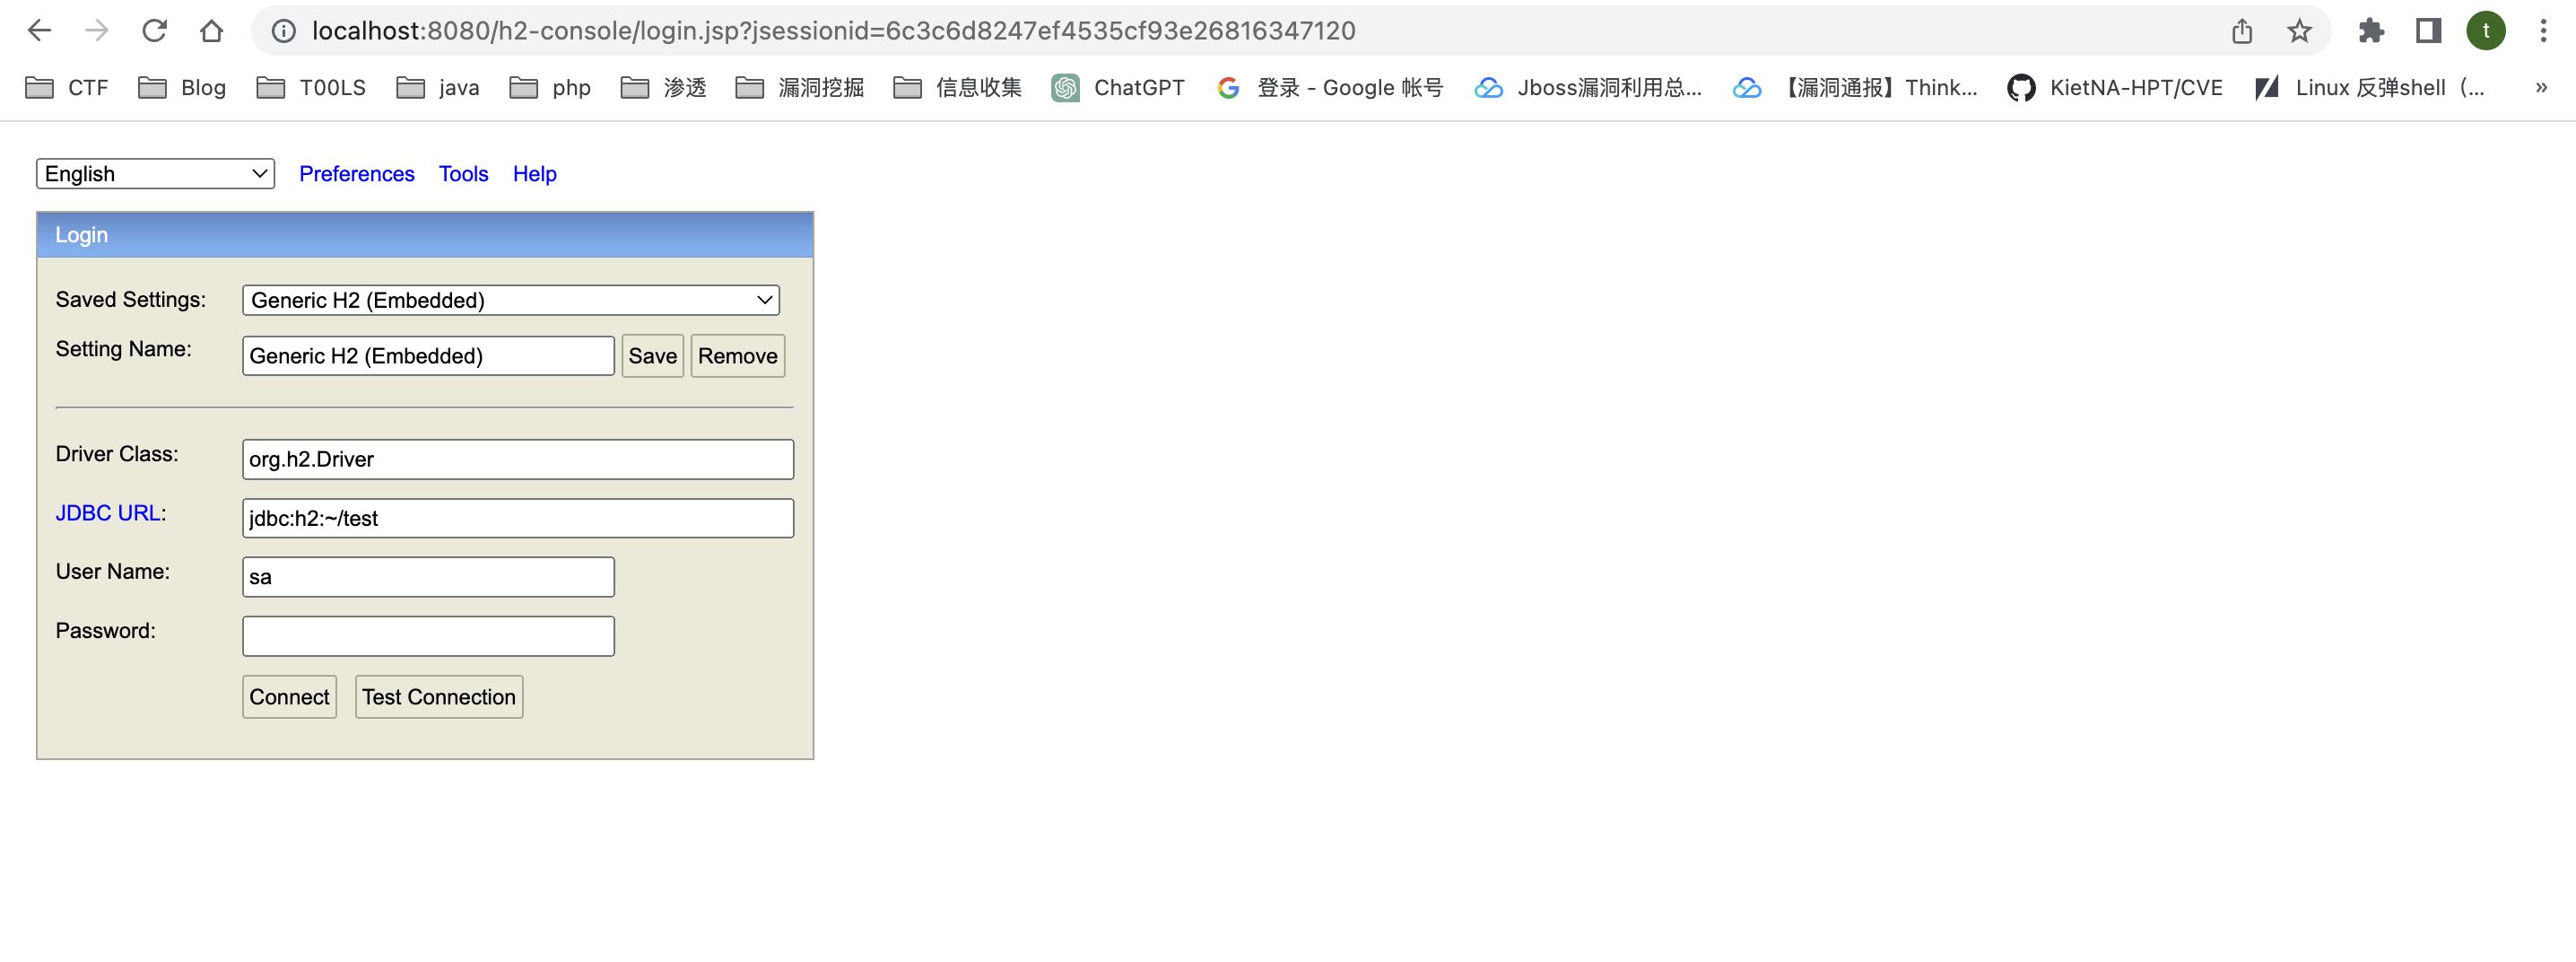 localhost:8080/h2-console/login.jsp?jsessionid=6c3c6d8247ef4535cf93e26816347120
t
CTF Blog T00LS java php 渗透 漏洞挖掘 信息收集 ChatGPT 登录 - Google 帐号 Jboss漏洞利用总... 【漏洞通报】Think... KietNA-HPT/CVE Linux 反弹shell（... »
English Preferences Tools Help
Login
Saved Settings: Generic H2 (Embedded)
Setting Name: Generic H2 (Embedded) Save Remove
Driver Class: org.h2.Driver
JDBC URL: jdbc:h2:~/test
User Name: sa
Password:
Connect Test Connection